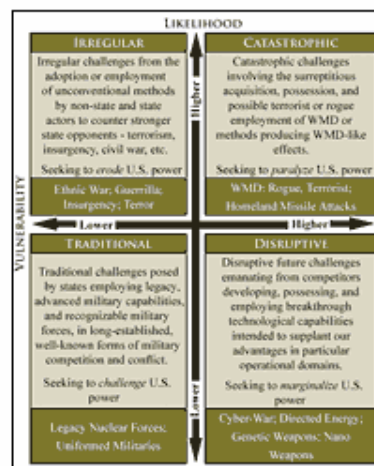 LIKELIHOOD
IRREGULAR
Irregular challenges from the
adoption or employment
of unconventional methods
by non-state and state
actors to counter stronger
state opponents - terrorism,
insurgency, civil war, etc.
Seeking to erode U.S. power
Ethnic War; Guerrilla;
Insurgency; Terror
CATASTROPHIC
Catastrophic challenges
involving the surreptitious
acquisition, possession, and
possible terrorist or rogue
employment of WMD or
methods producing WMD-like
effects.
Seeking to paralyze U.S. power
WMD: Rogue, Terrorist;
Homeland Missile Attacks
Higher
VULNERABILITY
Lower
Higher
TRADITIONAL
Traditional challenges posed
by states employing legacy,
advanced military capabilities,
and recognizable military
forces, in long-established,
well-known forms of military
competition and conflict.
Seeking to challenge U.S.
power
Legacy Nuclear Forces;
Uniformed Militaries
DISRUPTIVE
Disruptive future challenges
emanating from competitors
developing, possessing, and
employing breakthrough
technological capabilities
intended to supplant our
advantages in particular
operational domains.
Seeking to marginalize U.S.
power
Cyber-War; Directed Energy;
Genetic Weapons; Nano
Weapons
Lower